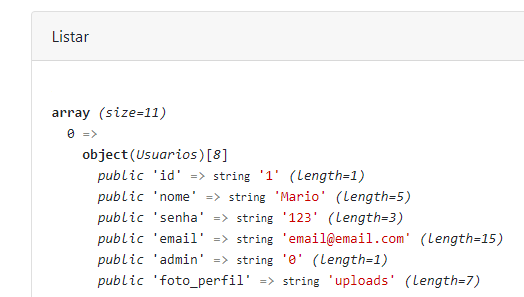 Listar
array (size=11)
0 =>
object(Usuarios)[8]
public 'id' => string '1' (length=1)
public 'nome' => string 'Mario' (length=5)
public 'senha' => string '123' (length=3)
public 'email' => string 'email@email.com' (length=15)
public 'admin' => string '0' (length=1)
public 'foto_perfil' => string 'uploads' (length=7)